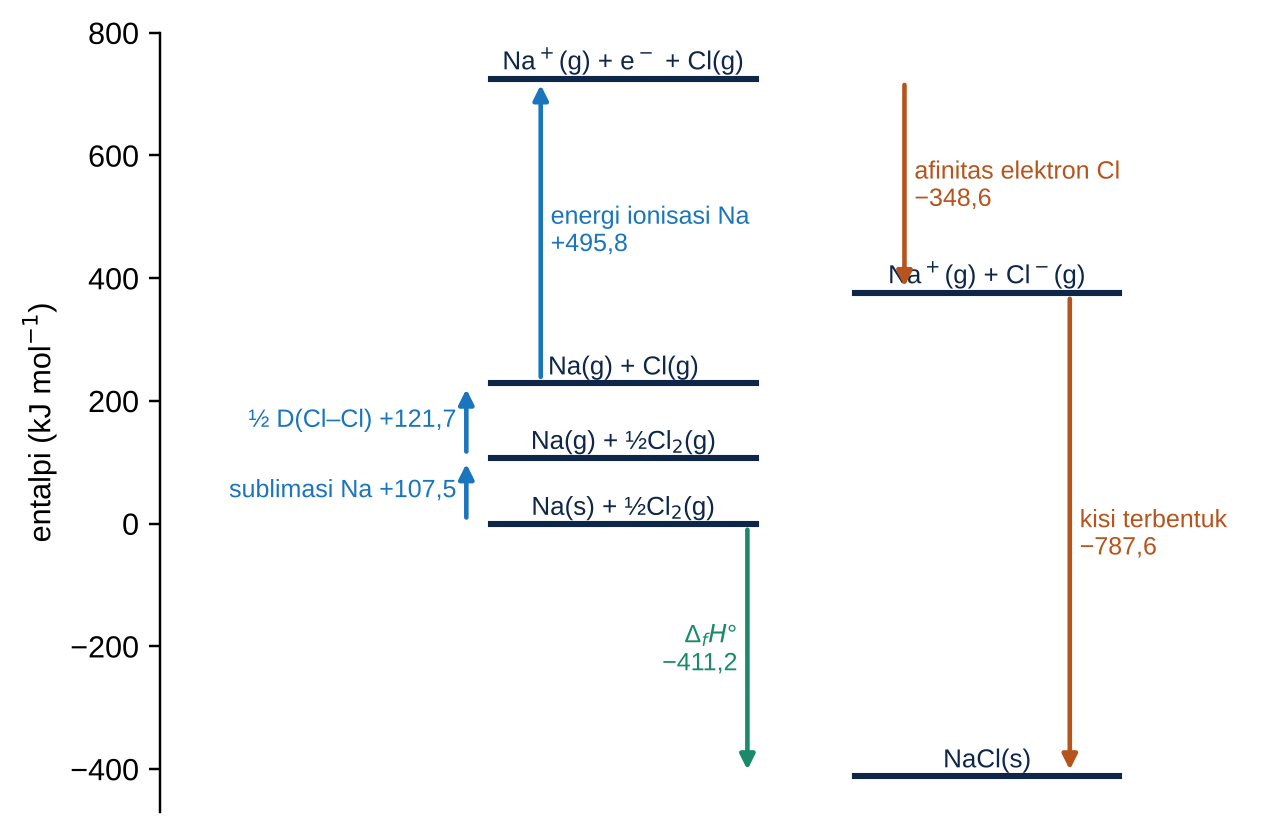 800
600
400
200
0
−200
−400
entalpi (kJ mol⁻¹)
Na⁺(g) + e⁻ + Cl(g)
energi ionisasi Na
+495,8
Na(g) + Cl(g)
½ D(Cl–Cl) +121,7
Na(g) + ½Cl₂(g)
sublimasi Na +107,5
Na(s) + ½Cl₂(g)
ΔfH°
−411,2
afinitas elektron Cl
−348,6
Na⁺(g) + Cl⁻(g)
kisi terbentuk
−787,6
NaCl(s)